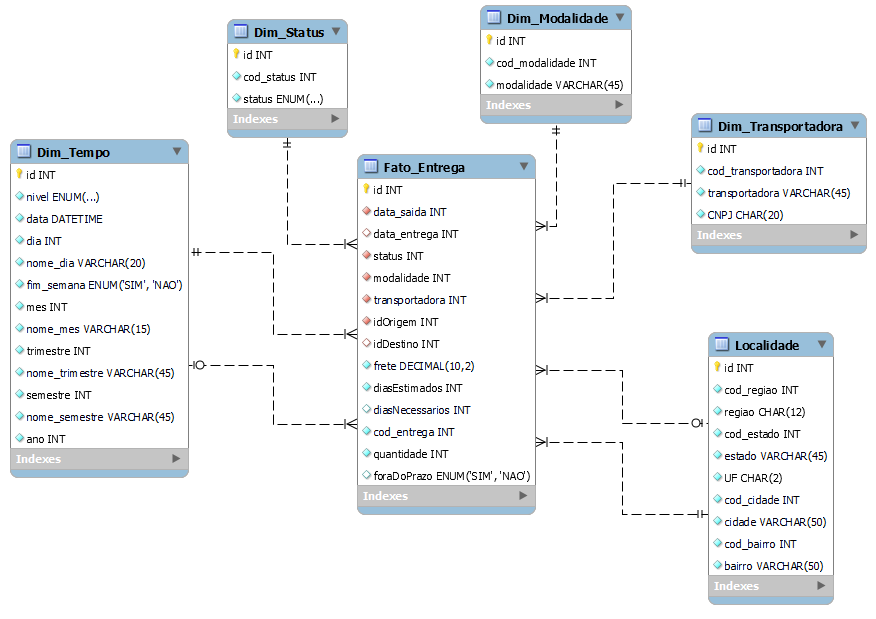 Dim_Status
id INT
cod_status INT
status ENUM(...)
Indexes
Dim_Modalidade
id INT
cod_modalidade INT
modalidade VARCHAR(45)
Indexes
Dim_Transportadora
id INT
cod_transportadora INT
transportadora VARCHAR(45)
CNPJ CHAR(20)
Indexes
Dim_Tempo
id INT
nivel ENUM(...)
data DATETIME
dia INT
nome_dia VARCHAR(20)
fim_semana ENUM('SIM', 'NAO')
mes INT
nome_mes VARCHAR(15)
trimestre INT
nome_trimestre VARCHAR(45)
semestre INT
nome_semestre VARCHAR(45)
ano INT
Indexes
Fato_Entrega
id INT
data_saida INT
data_entrega INT
status INT
modalidade INT
transportadora INT
idOrigem INT
idDestino INT
frete DECIMAL(10,2)
diasEstimados INT
diasNecessarios INT
cod_entrega INT
quantidade INT
foraDoPrazo ENUM('SIM', 'NAO')
Indexes
Localidade
id INT
cod_regiao INT
regiao CHAR(12)
cod_estado INT
estado VARCHAR(45)
UF CHAR(2)
cod_cidade INT
cidade VARCHAR(50)
cod_bairro INT
bairro VARCHAR(50)
Indexes